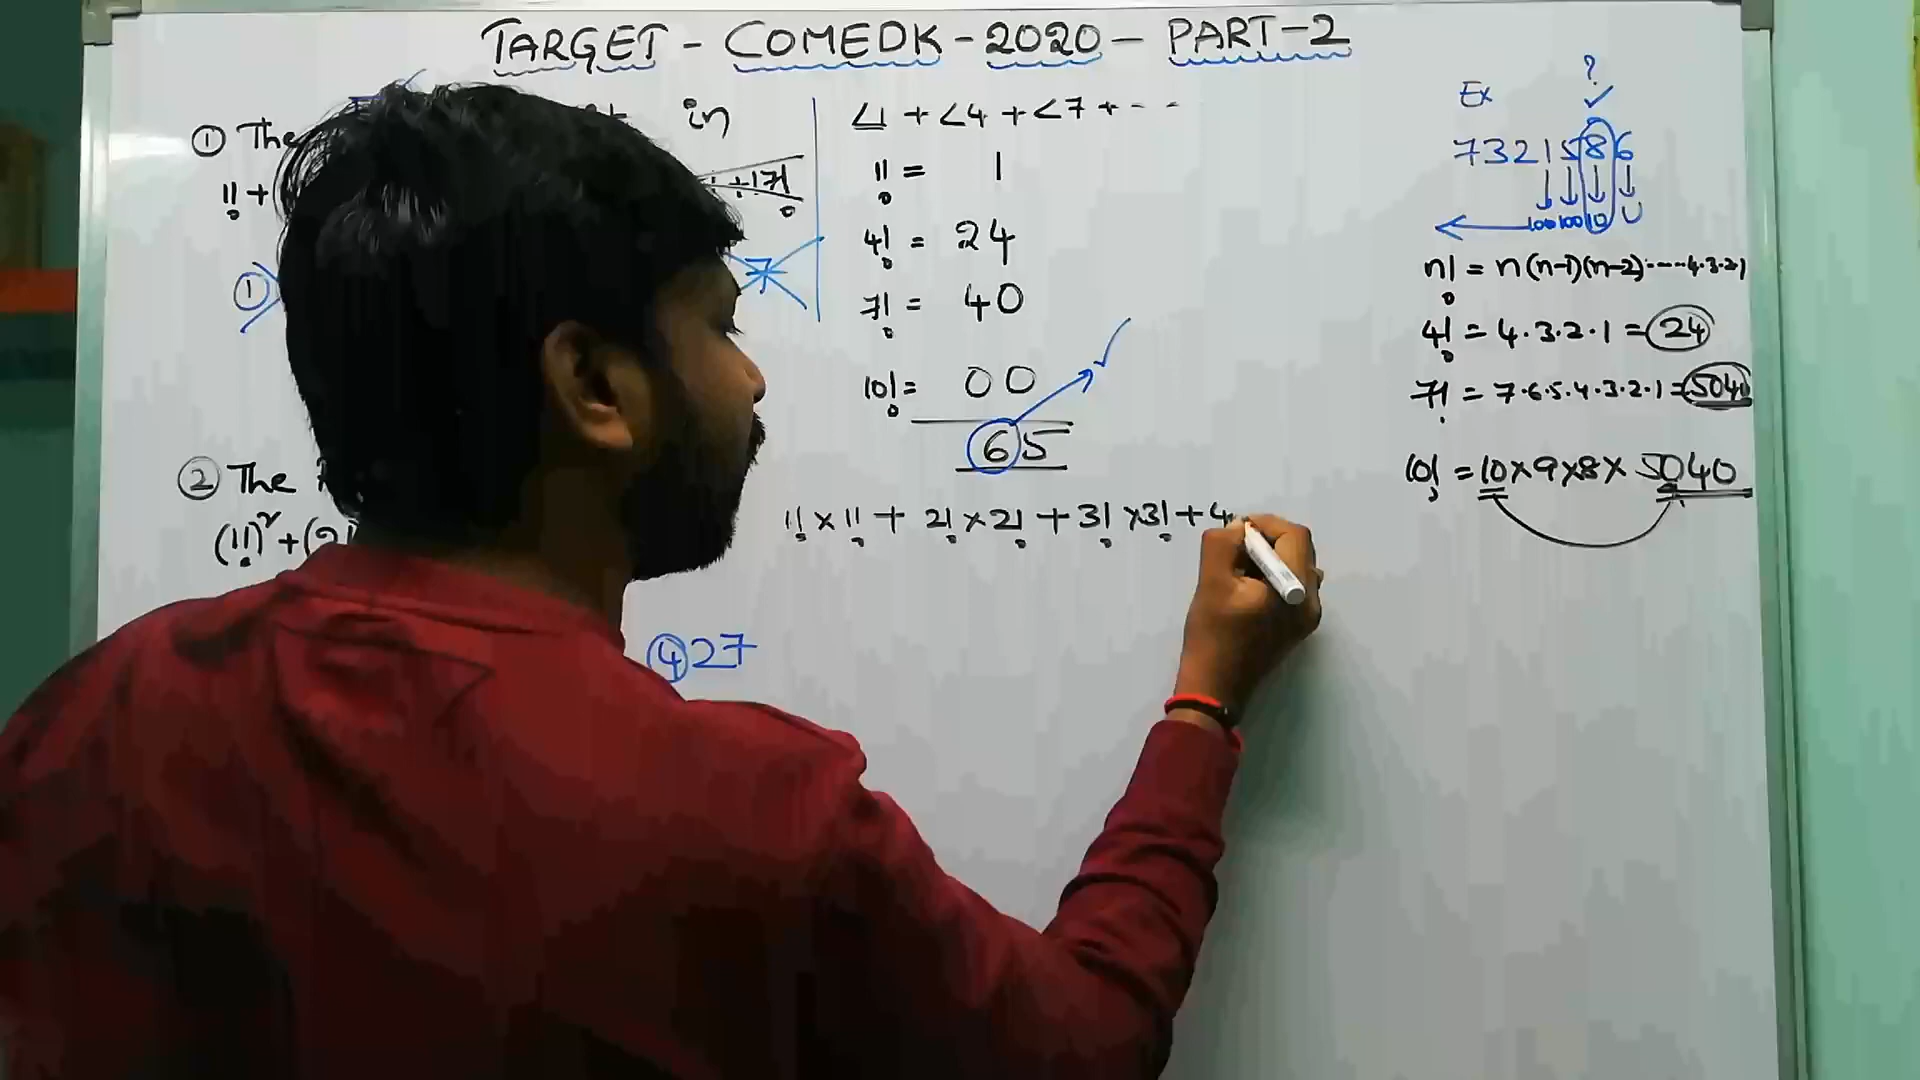 TARGET - COMEDK - 2020 - PART-2
① The
in
1! +
+17!
①
7
∠1 + ∠4 + ∠7 + - -
1! = 1
4! = 24
7! = 40
10! = 00
65
② The
(1!)² + (2!
1! × 1! + 2! × 2! + 3! × 3! + 4
④ 27
?
Ex
7321586
100 100 10 U
n! = n(n-1)(n-2)----4.3.2.1
4! = 4.3.2.1 = 24
7! = 7.6.5.4.3.2.1 = 5040
10! = 10×9×8× 5040